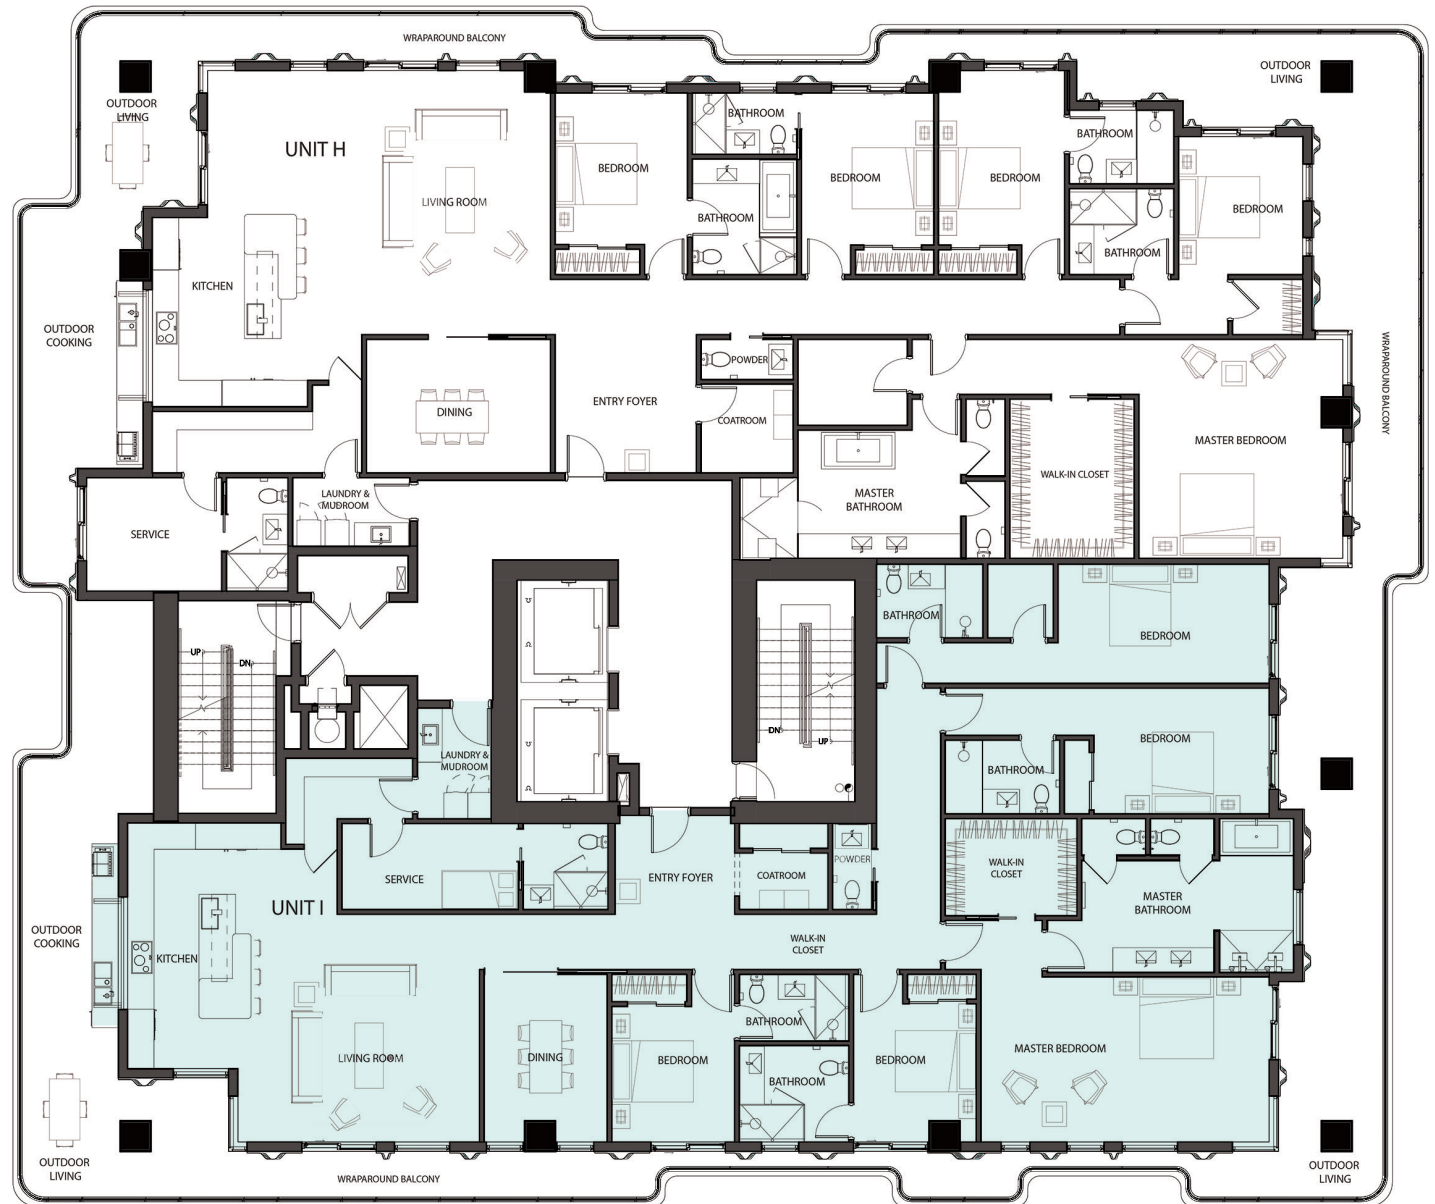 WRAPAROUND BALCONY
OUTDOOR
LIVING
OUTDOOR
LIVING
UNIT H
BATHROOM
BATHROOM
BEDROOM
BEDROOM
BEDROOM
LIVING ROOM
BATHROOM
BEDROOM
BATHROOM
KITCHEN
OUTDOOR
COOKING
WRAPAROUND BALCONY
POWDER
ENTRY FOYER
DINING
COATROOM
MASTER BEDROOM
WALK-IN CLOSET
MASTER
BATHROOM
LAUNDRY &
MUDROOM
SERVICE
BATHROOM
BEDROOM
UP
DN
DN
UP
BEDROOM
LAUNDRY &
MUDROOM
BATHROOM
POWDER
WALK-IN
CLOSET
SERVICE
ENTRY FOYER
COATROOM
MASTER
BATHROOM
UNIT I
OUTDOOR
COOKING
KITCHEN
WALK-IN
CLOSET
BATHROOM
LIVING ROOM
DINING
BEDROOM
BEDROOM
MASTER BEDROOM
BATHROOM
OUTDOOR
LIVING
WRAPAROUND BALCONY
OUTDOOR
LIVING